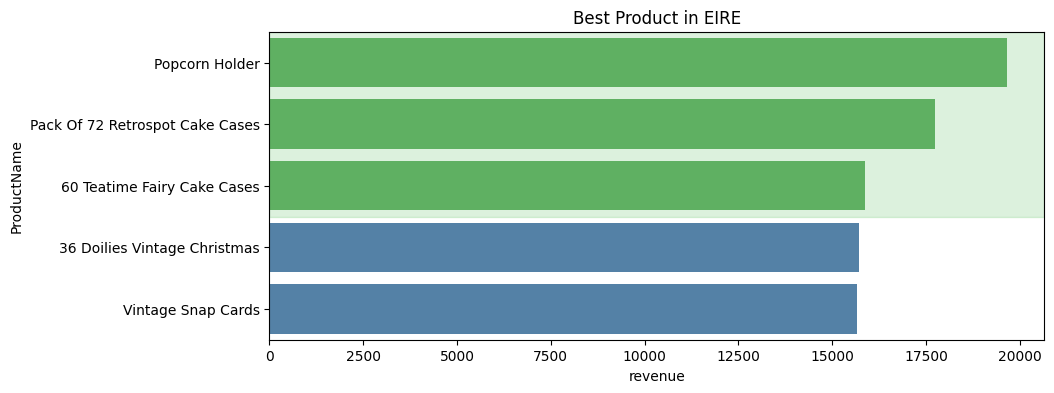 Best Product in EIRE
ProductName
Popcorn Holder
Pack Of 72 Retrospot Cake Cases
60 Teatime Fairy Cake Cases
36 Doilies Vintage Christmas
Vintage Snap Cards
0 2500 5000 7500 10000 12500 15000 17500 20000
revenue